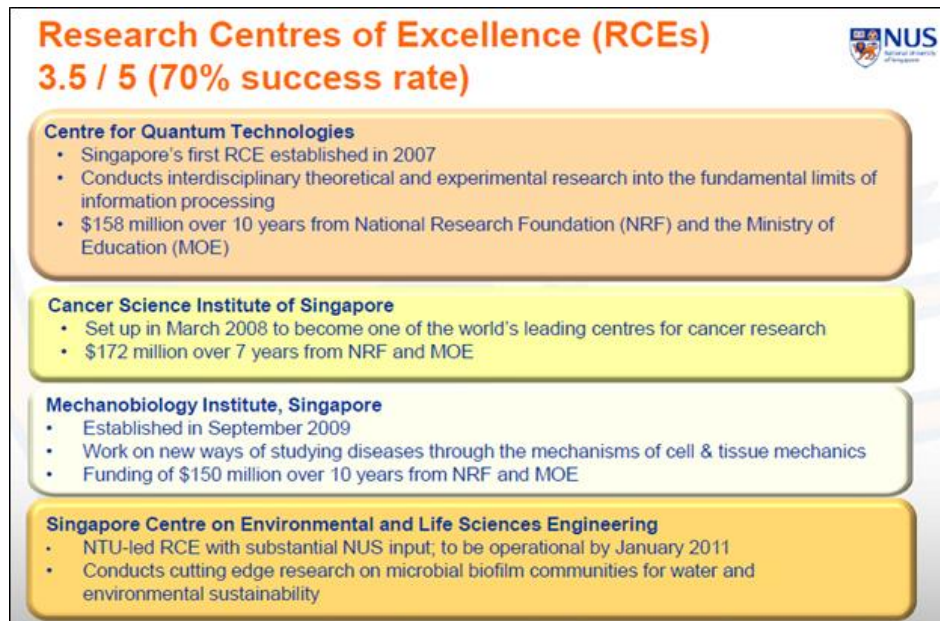 Research Centres of Excellence (RCEs)
3.5 / 5 (70% success rate)
NUS
National University
of Singapore
Centre for Quantum Technologies
• Singapore's first RCE established in 2007
• Conducts interdisciplinary theoretical and experimental research into the fundamental limits of
information processing
• $158 million over 10 years from National Research Foundation (NRF) and the Ministry of
Education (MOE)
Cancer Science Institute of Singapore
• Set up in March 2008 to become one of the world's leading centres for cancer research
• $172 million over 7 years from NRF and MOE
Mechanobiology Institute, Singapore
• Established in September 2009
• Work on new ways of studying diseases through the mechanisms of cell & tissue mechanics
• Funding of $150 million over 10 years from NRF and MOE
Singapore Centre on Environmental and Life Sciences Engineering
• NTU-led RCE with substantial NUS input; to be operational by January 2011
• Conducts cutting edge research on microbial biofilm communities for water and
environmental sustainability